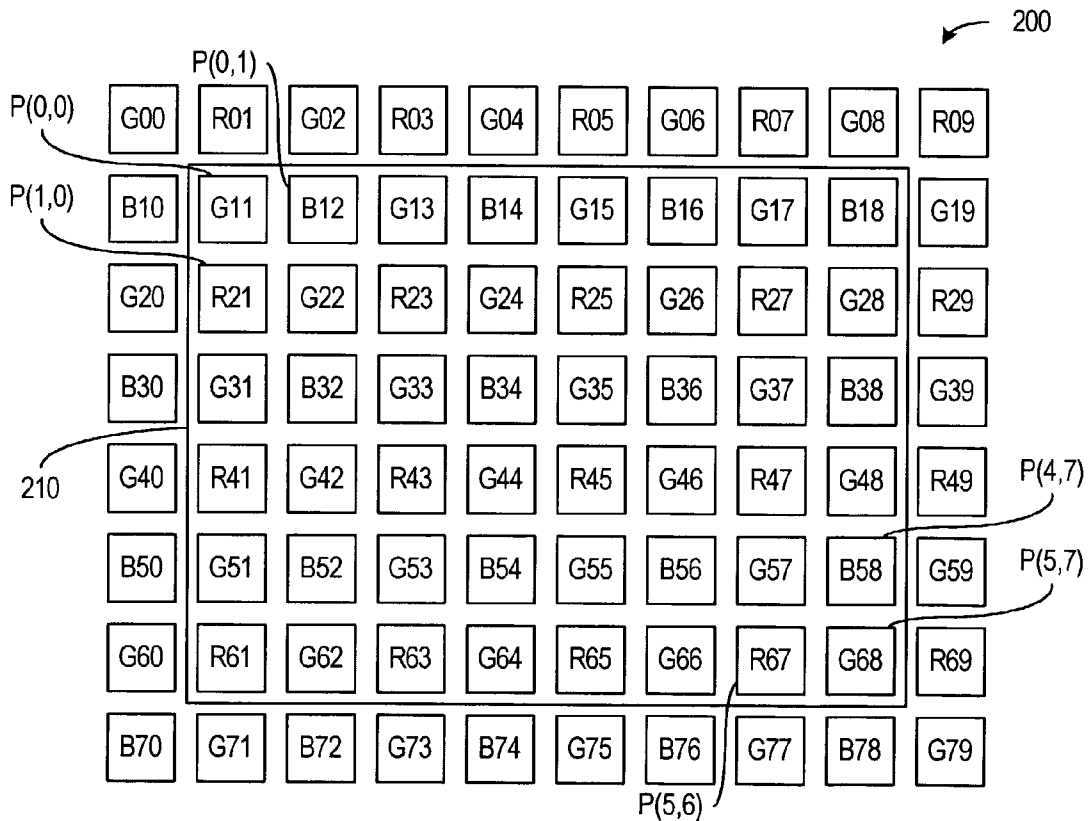 200
P(0,1)
P(0,0)
G00 R01 G02 R03 G04 R05 G06 R07 G08 R09
P(1,0)
B10 G11 B12 G13 B14 G15 B16 G17 B18 G19
G20 R21 G22 R23 G24 R25 G26 R27 G28 R29
B30 G31 B32 G33 B34 G35 B36 G37 B38 G39
210
G40 R41 G42 R43 G44 R45 G46 R47 G48 R49
P(4,7)
B50 G51 B52 G53 B54 G55 B56 G57 B58 G59
P(5,7)
G60 R61 G62 R63 G64 R65 G66 R67 G68 R69
B70 G71 B72 G73 B74 G75 B76 G77 B78 G79
P(5,6)